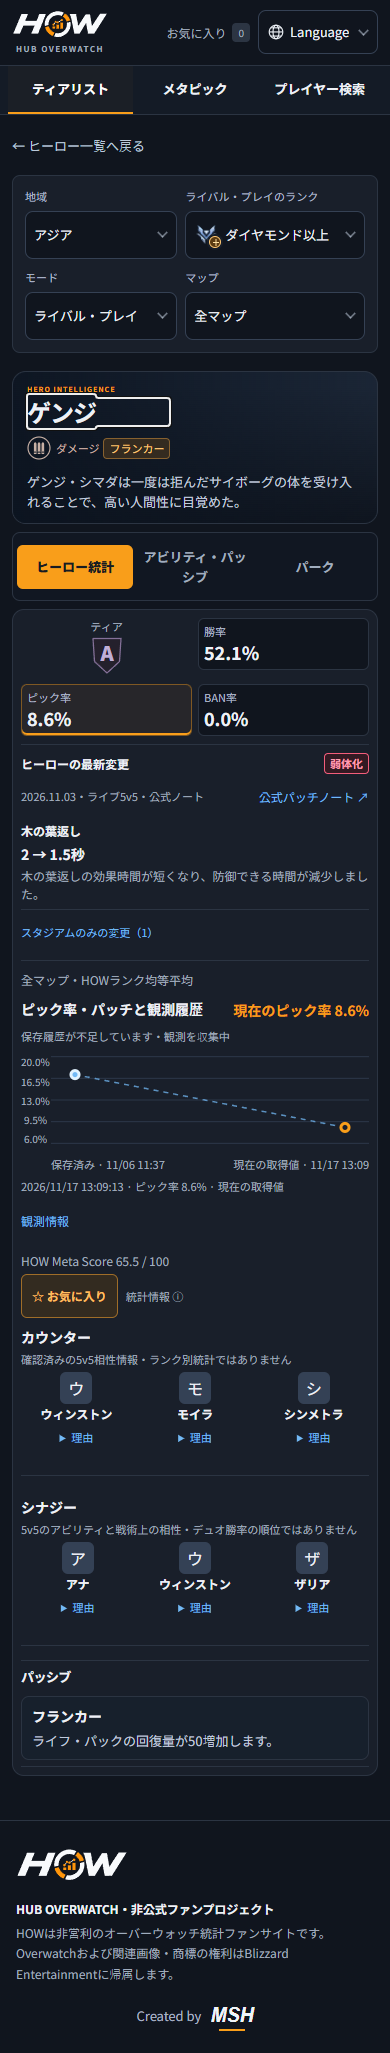 HOW
HUB OVERWATCH
お気に入り 0
Language
ティアリスト
メタピック
プレイヤー検索
← ヒーロー一覧へ戻る
地域
ライバル・プレイのランク
アジア
ダイヤモンド以上
モード
マップ
ライバル・プレイ
全マップ
HERO INTELLIGENCE
ゲンジ
ダメージ フランカー
ゲンジ・シマダは一度は拒んだサイボーグの体を受け入
れることで、高い人間性に目覚めた。
ヒーロー統計
アビリティ・パッ
シブ
パーク
ティア
A
勝率
52.1%
ピック率
8.6%
BAN率
0.0%
ヒーローの最新変更
弱体化
2026.11.03・ライブ5v5・公式ノート
公式パッチノート ↗
木の葉返し
2 → 1.5秒
木の葉返しの効果時間が短くなり、防御できる時間が減少しまし
た。
スタジアムのみの変更（1）
全マップ・HOWランク均等平均
ピック率・パッチと観測履歴
現在のピック率 8.6%
保存履歴が不足しています・観測を収集中
20.0%
16.5%
13.0%
9.5%
6.0%
保存済み · 11/06 11:37
現在の取得値 · 11/17 13:09
2026/11/17 13:09:13 · ピック率 8.6% · 現在の取得値
観測情報
HOW Meta Score 65.5 / 100
☆ お気に入り
統計情報 ⓘ
カウンター
確認済みの5v5相性情報・ランク別統計ではありません
ウ
モ
シ
ウィンストン
モイラ
シンメトラ
▶ 理由
▶ 理由
▶ 理由
シナジー
5v5のアビリティと戦術上の相性・デュオ勝率の順位ではありません
ア
ウ
ザ
アナ
ウィンストン
ザリア
▶ 理由
▶ 理由
▶ 理由
パッシブ
フランカー
ライフ・パックの回復量が50増加します。
HOW
HUB OVERWATCH・非公式ファンプロジェクト
HOWは非営利のオーバーウォッチ統計ファンサイトです。
Overwatchおよび関連画像・商標の権利はBlizzard
Entertainmentに帰属します。
Created by MSH